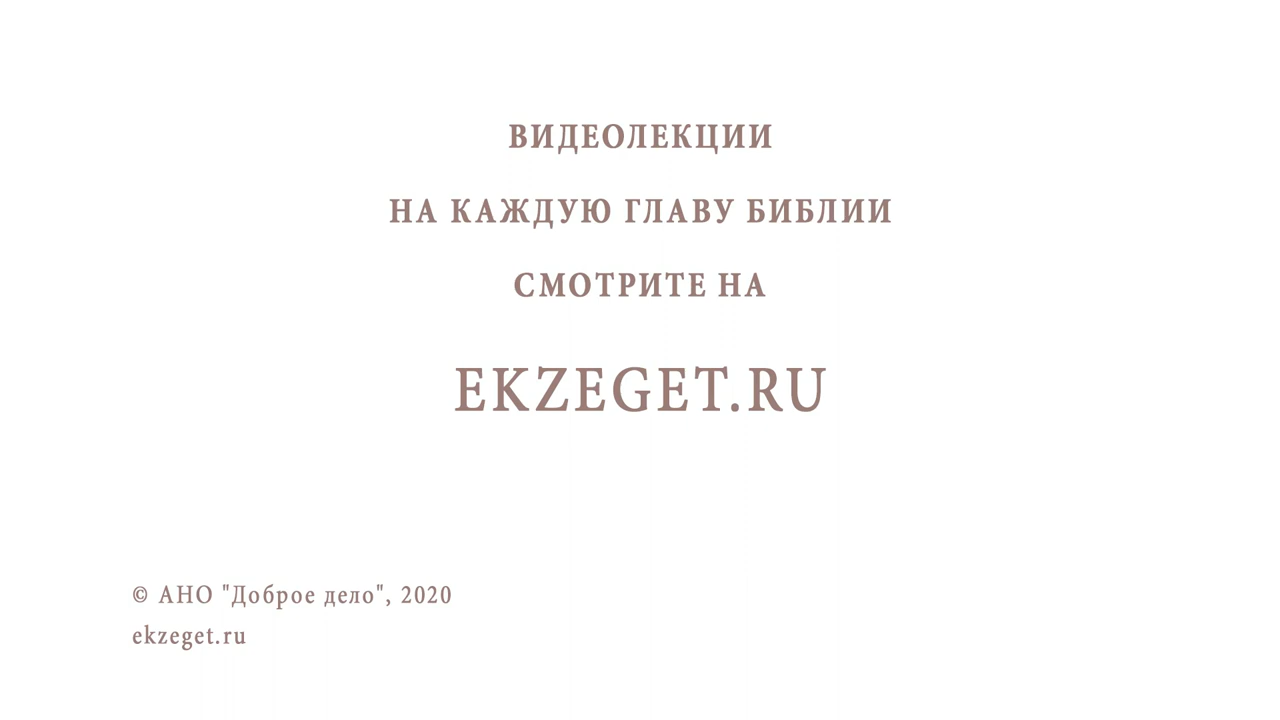 ВИДЕОЛЕКЦИИ
НА КАЖДУЮ ГЛАВУ БИБЛИИ
СМОТРИТЕ НА
EKZEGET.RU
© АНО "Доброе дело", 2020
ekzeget.ru